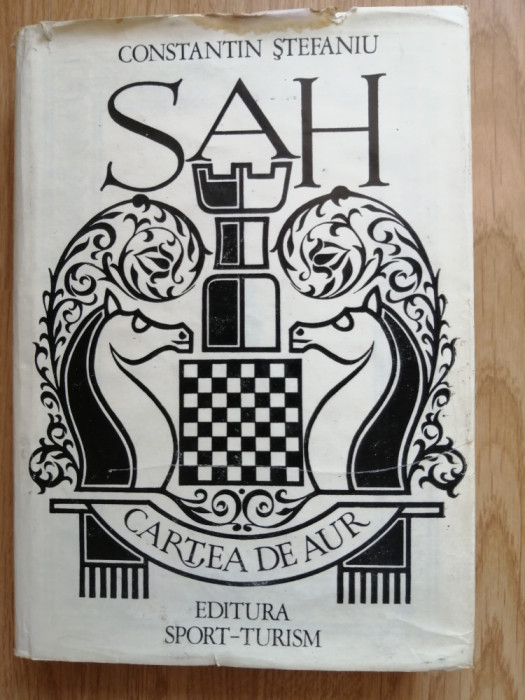 CONSTANTIN ŞTEFANIU
SAH
CARTEA DE AUR
EDITURA
SPORT-TURISM